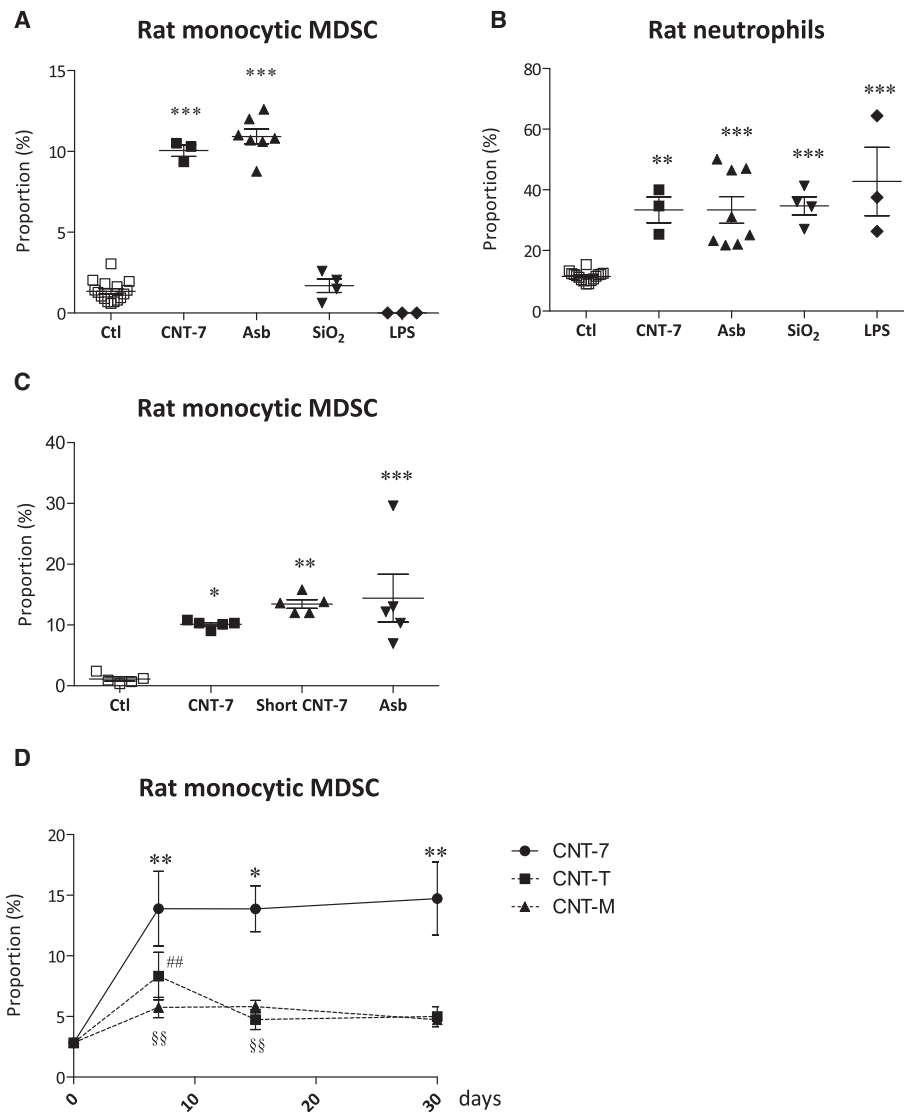 A
Rat monocytic MDSC
Proportion (%)
15
10
5
0
***
***
Ctl CNT-7 Asb SiO₂ LPS
B
Rat neutrophils
Proportion (%)
80
60
40
20
0
**
***
***
***
Ctl CNT-7 Asb SiO₂ LPS
C
Rat monocytic MDSC
Proportion (%)
40
30
20
10
0
*
**
***
Ctl CNT-7 Short CNT-7 Asb
D
Rat monocytic MDSC
Proportion (%)
20
15
10
5
0
** * **
##
§§ §§
0 10 20 30 days
CNT-7
CNT-T
CNT-M